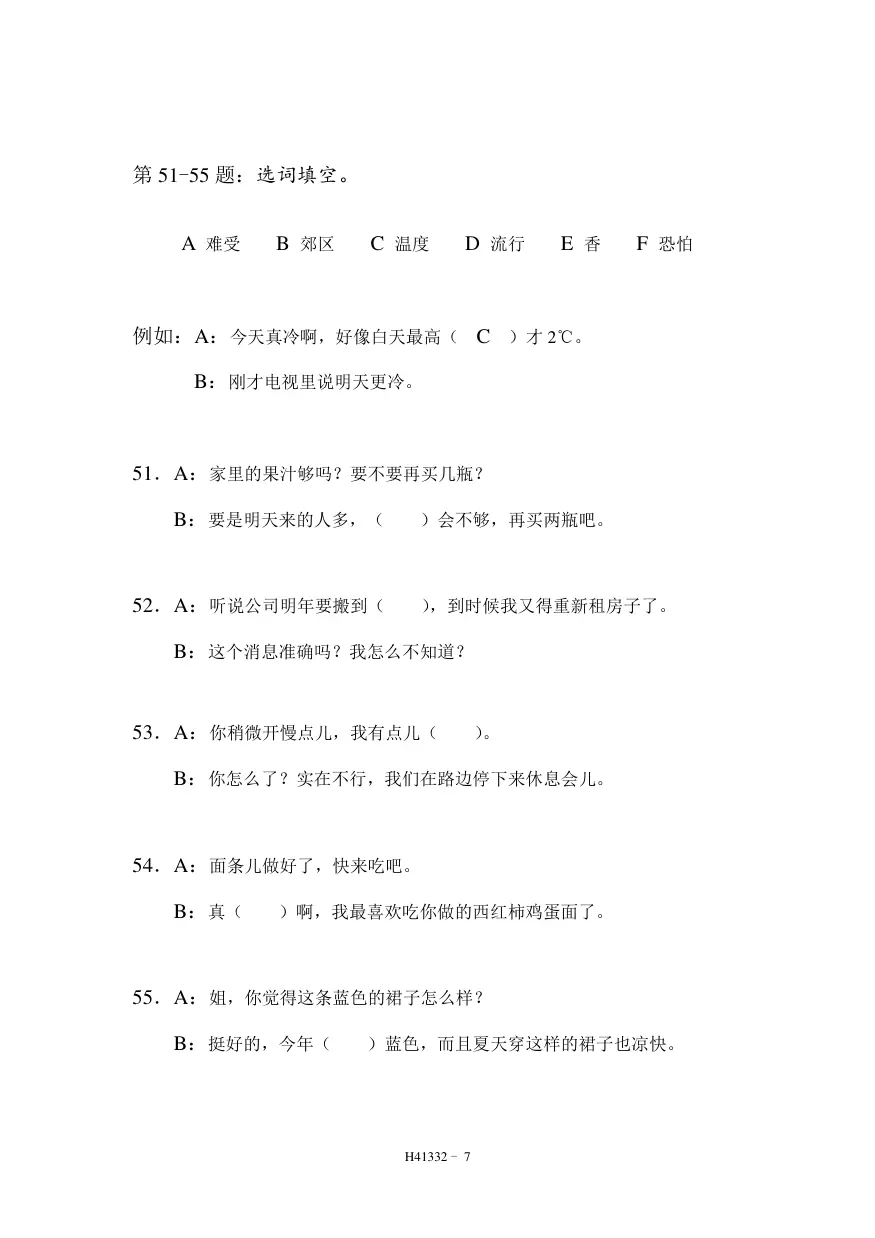 第 51-55 题：选词填空。
A 难受 B 郊区 C 温度 D 流行 E 香 F 恐怕
例如：A：今天真冷啊，好像白天最高（ C ）才 2℃。
B：刚才电视里说明天更冷。
51．A：家里的果汁够吗？要不要再买几瓶？
B：要是明天来的人多，（ ）会不够，再买两瓶吧。
52．A：听说公司明年要搬到（ ），到时候我又得重新租房子了。
B：这个消息准确吗？我怎么不知道？
53．A：你稍微开慢点儿，我有点儿（ ）。
B：你怎么了？实在不行，我们在路边停下来休息会儿。
54．A：面条儿做好了，快来吃吧。
B：真（ ）啊，我最喜欢吃你做的西红柿鸡蛋面了。
55．A：姐，你觉得这条蓝色的裙子怎么样？
B：挺好的，今年（ ）蓝色，而且夏天穿这样的裙子也凉快。
H41332－ 7